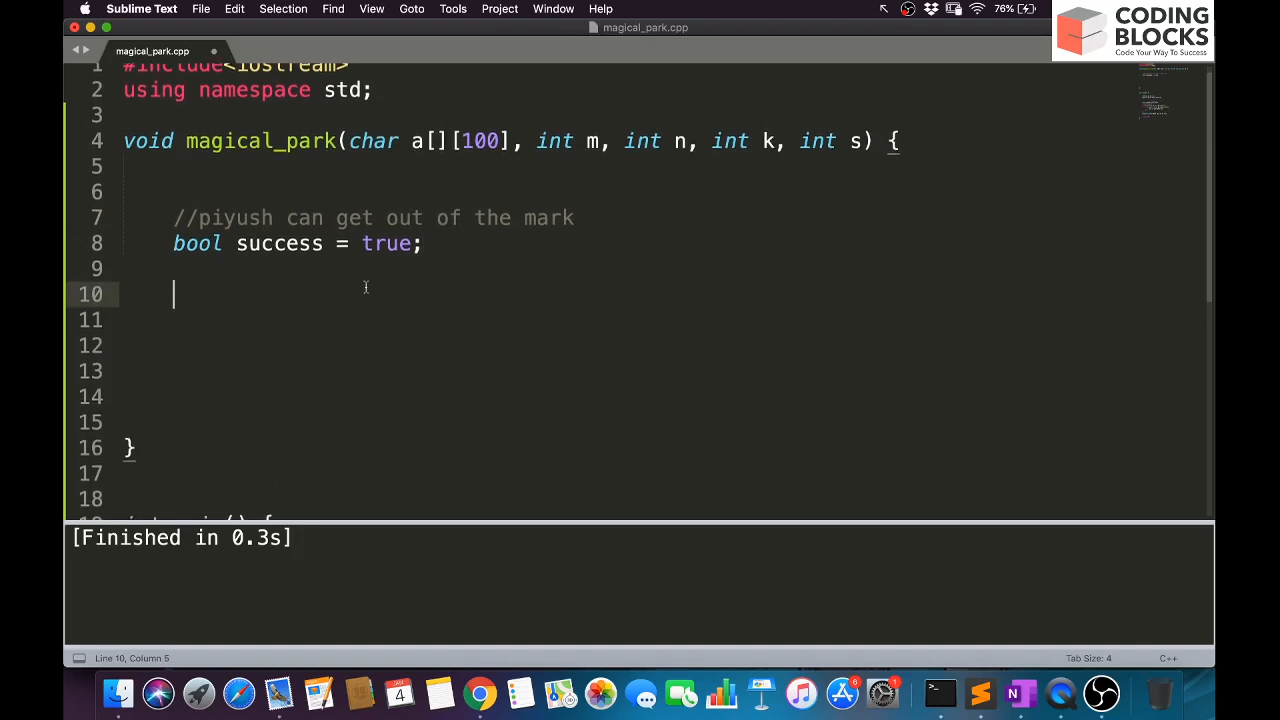 Sublime Text File Edit Selection Find View Goto Tools Project Window Help 76%
magical_park.cpp
CODING
BLOCKS
Code Your Way To Success
magical_park.cpp
1 #include<iostream>
2 using namespace std;
3
4 void magical_park(char a[][100], int m, int n, int k, int s) {
5
6
7 //piyush can get out of the mark
8 bool success = true;
9
10
11
12
13
14
15
16 }
17
18
[Finished in 0.3s]
Line 10, Column 5 Tab Size: 4 C++